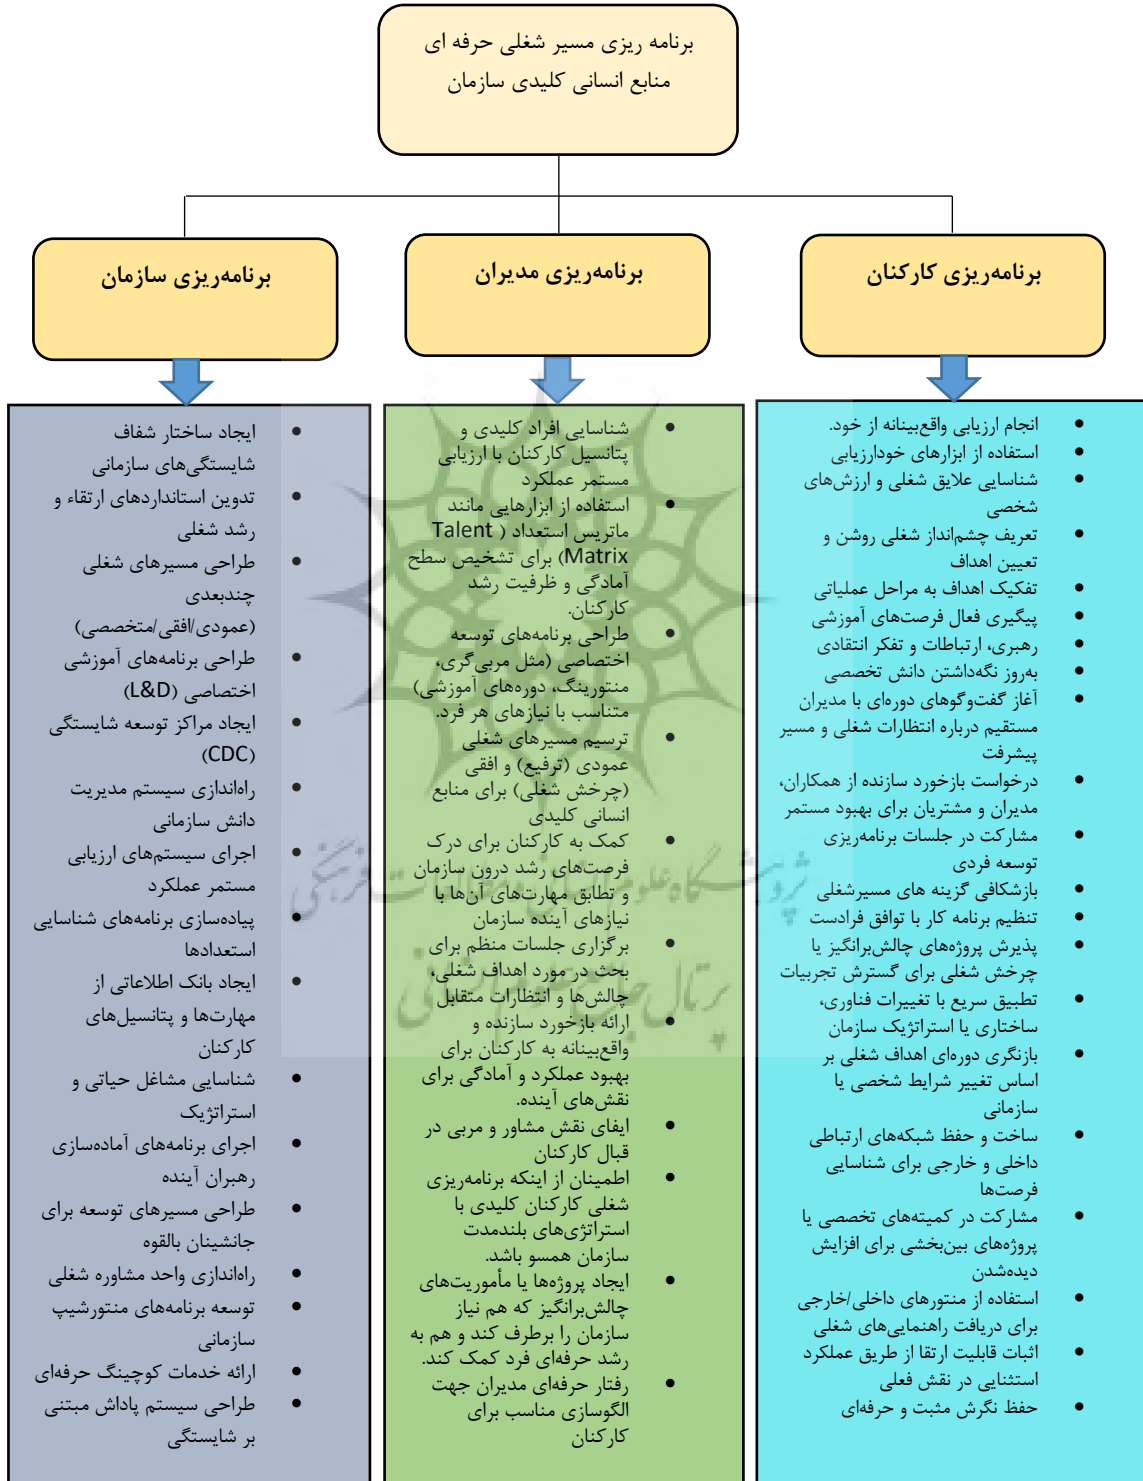 برنامه ریزی مسیر شغلی حرفه ای
منابع انسانی کلیدی سازمان
برنامه‌ریزی کارکنان
برنامه‌ریزی مدیران
برنامه‌ریزی سازمان
• انجام ارزیابی واقع‌بینانه از خود.
• استفاده از ابزارهای خودارزیابی
• شناسایی علایق شغلی و ارزش‌های
شخصی
• تعریف چشم‌انداز شغلی روشن و
تعیین اهداف
• تفکیک اهداف به مراحل عملیاتی
• پیگیری فعال فرصت‌های آموزشی
• رهبری، ارتباطات و تفکر انتقادی
• به‌روز نگه‌داشتن دانش تخصصی
• آغاز گفت‌وگوهای دوره‌ای با مدیران
مستقیم درباره انتظارات شغلی و مسیر
پیشرفت
• درخواست بازخورد سازنده از همکاران،
مدیران و مشتریان برای بهبود مستمر
• مشارکت در جلسات برنامه‌ریزی
توسعه فردی
• بازشکافی گزینه های مسیرشغلی
• تنظیم برنامه کار با توافق فرادست
• پذیرش پروژه‌های چالش‌برانگیز یا
چرخش شغلی برای گسترش تجربیات
• تطبیق سریع با تغییرات فناوری،
ساختاری یا استراتژیک سازمان
• بازنگری دوره‌ای اهداف شغلی بر
اساس تغییر شرایط شخصی یا
سازمانی
• ساخت و حفظ شبکه‌های ارتباطی
داخلی و خارجی برای شناسایی
فرصت‌ها
• مشارکت در کمیته‌های تخصصی یا
پروژه‌های بین‌بخشی برای افزایش
دیده‌شدن
• استفاده از منتورهای داخلی/خارجی
برای دریافت راهنمایی‌های شغلی
• اثبات قابلیت ارتقا از طریق عملکرد
استثنایی در نقش فعلی
• حفظ نگرش مثبت و حرفه‌ای
• شناسایی افراد کلیدی و
پتانسیل کارکنان با ارزیابی
مستمر عملکرد
• استفاده از ابزارهایی مانند
ماتریس استعداد ( Talent
Matrix) برای تشخیص سطح
آمادگی و ظرفیت رشد
کارکنان.
• طراحی برنامه‌های توسعه
اختصاصی (مثل مربی‌گری،
منتورینگ، دوره‌های آموزشی)
متناسب با نیازهای هر فرد.
• ترسیم مسیرهای شغلی
عمودی (ترفیع) و افقی
(چرخش شغلی) برای منابع
انسانی کلیدی
• کمک به کارکنان برای درک
فرصت‌های رشد درون سازمان
و تطابق مهارت‌های آن‌ها با
نیازهای آینده سازمان
• برگزاری جلسات منظم برای
بحث در مورد اهداف شغلی،
چالش‌ها و انتظارات متقابل
• ارائه بازخورد سازنده و
واقع‌بینانه به کارکنان برای
بهبود عملکرد و آمادگی برای
نقش‌های آینده.
• ایفای نقش مشاور و مربی در
قبال کارکنان
• اطمینان از اینکه برنامه‌ریزی
شغلی کارکنان کلیدی با
استراتژی‌های بلندمدت
سازمان همسو باشد.
• ایجاد پروژه‌ها یا مأموریت‌های
چالش‌برانگیز که هم نیاز
سازمان را برطرف کند و هم به
رشد حرفه‌ای فرد کمک کند.
• رفتار حرفه‌ای مدیران جهت
الگوسازی مناسب برای
کارکنان
• ایجاد ساختار شفاف
شایستگی‌های سازمانی
• تدوین استانداردهای ارتقاء و
رشد شغلی
• طراحی مسیرهای شغلی
چندبعدی
(عمودی/افقی/متخصصی)
• طراحی برنامه‌های آموزشی
اختصاصی (L&D)
• ایجاد مراکز توسعه شایستگی
(CDC)
• راه‌اندازی سیستم مدیریت
دانش سازمانی
• اجرای سیستم‌های ارزیابی
مستمر عملکرد
• پیاده‌سازی برنامه‌های شناسایی
استعدادها
• ایجاد بانک اطلاعاتی از
مهارت‌ها و پتانسیل‌های
کارکنان
• شناسایی مشاغل حیاتی و
استراتژیک
• اجرای برنامه‌های آماده‌سازی
رهبران آینده
• طراحی مسیرهای توسعه برای
جانشینان بالقوه
• راه‌اندازی واحد مشاوره شغلی
• توسعه برنامه‌های منتورشیپ
سازمانی
• ارائه خدمات کوچینگ حرفه‌ای
• طراحی سیستم پاداش مبتنی
بر شایستگی
پژوهشگاه علوم انسانی و مطالعات فرهنگی
پرتال جامع علوم انسانی